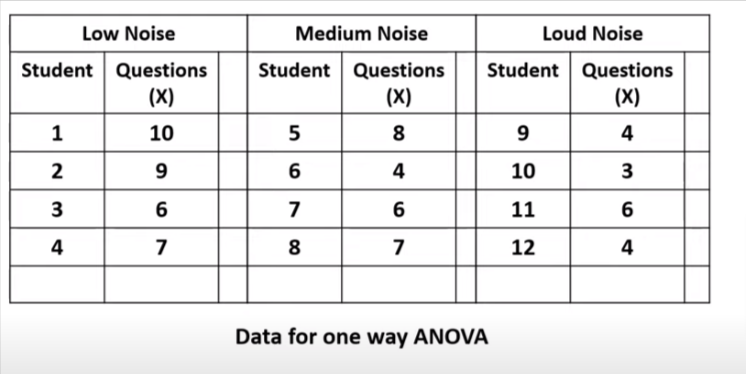 Low Noise Medium Noise Loud Noise
Student Questions (X) Student Questions (X) Student Questions (X)
1 10 5 8 9 4
2 9 6 4 10 3
3 6 7 6 11 6
4 7 8 7 12 4
Data for one way ANOVA